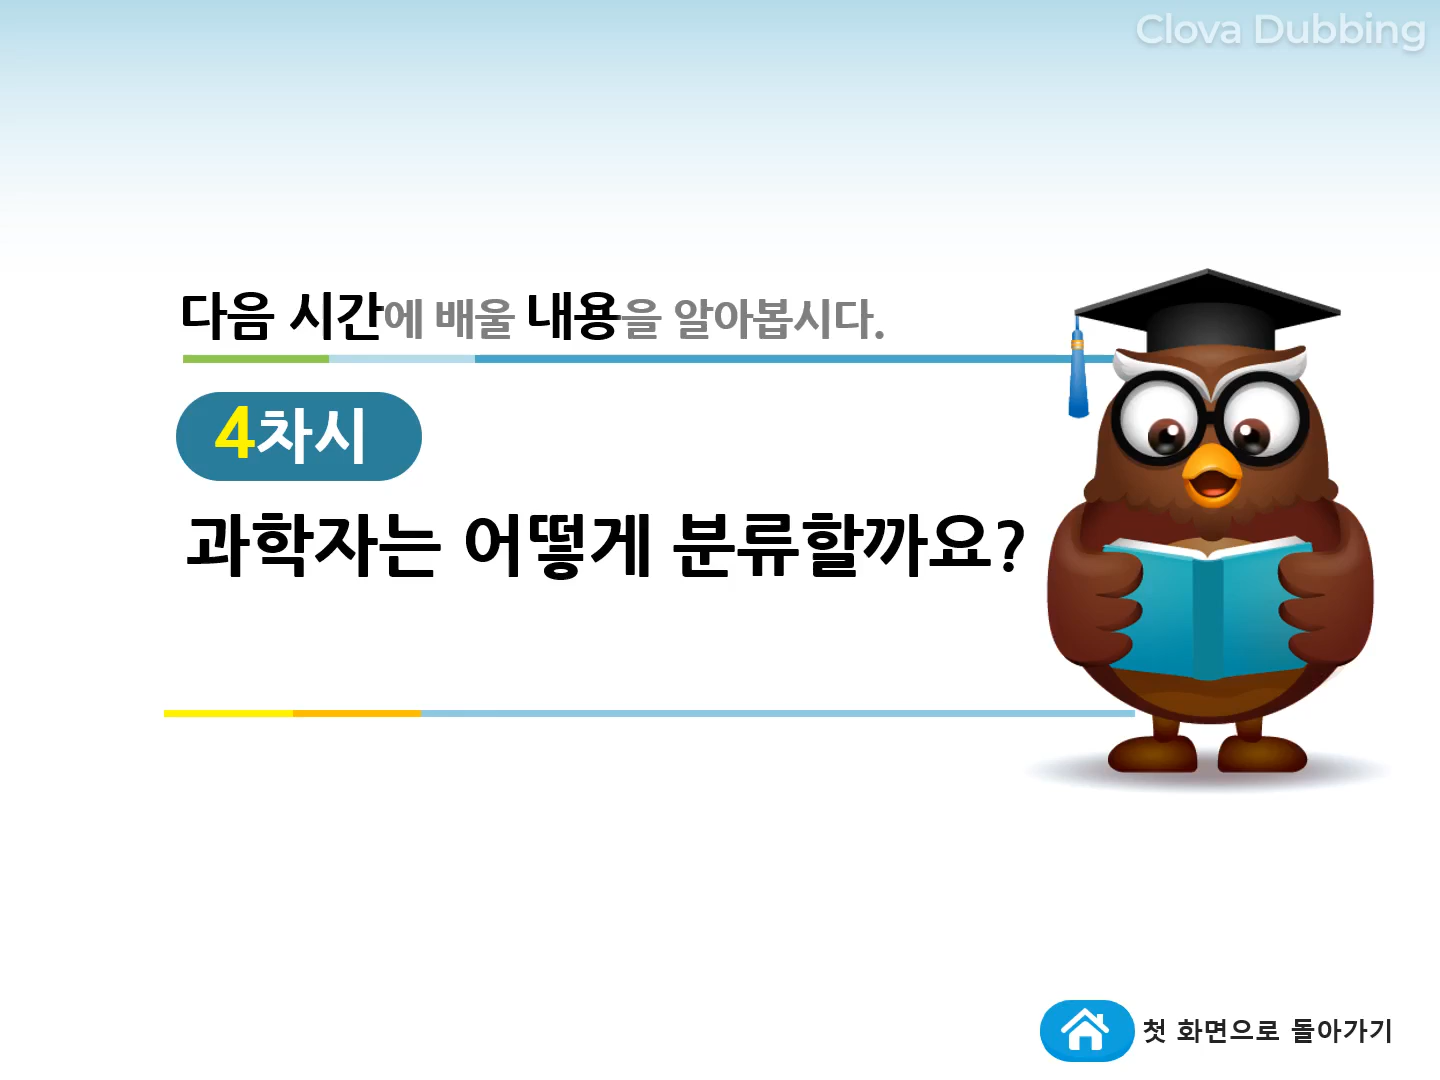 Clova Dubbing
다음 시간에 배울 내용을 알아봅시다.
4차시
과학자는 어떻게 분류할까요?
첫 화면으로 돌아가기